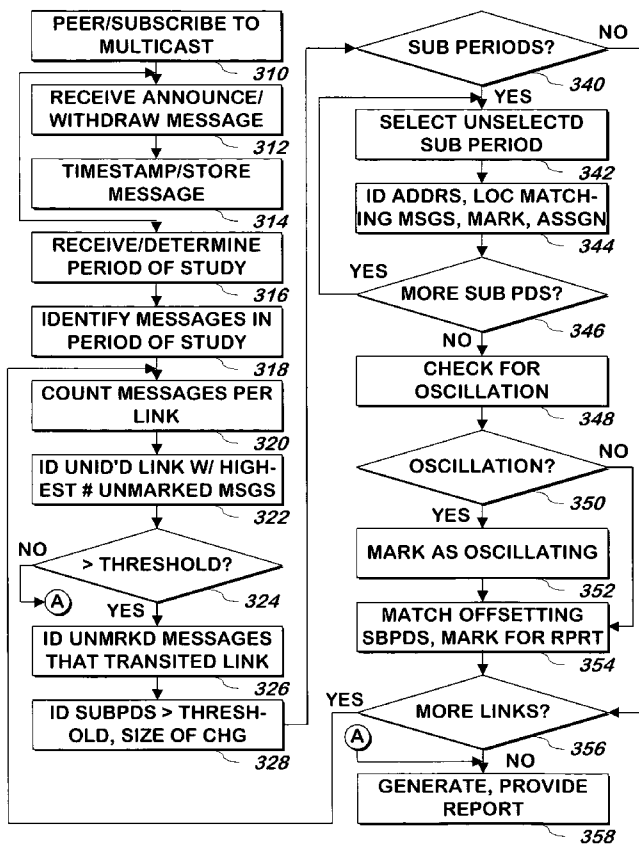 PEER/SUBSCRIBE TO
MULTICAST
310
RECEIVE ANNOUNCE/
WITHDRAW MESSAGE
312
TIMESTAMP/STORE
MESSAGE
314
RECEIVE/DETERMINE
PERIOD OF STUDY
316
IDENTIFY MESSAGES IN
PERIOD OF STUDY
318
COUNT MESSAGES PER
LINK
320
ID UNID'D LINK W/ HIGH-
EST # UNMARKED MSGS
322
NO
> THRESHOLD?
324
A
YES
ID UNMRKD MESSAGES
THAT TRANSITED LINK
326
ID SUBPDS > THRESH-
OLD, SIZE OF CHG
328
SUB PERIODS?
NO
340
YES
SELECT UNSELECTD
SUB PERIOD
342
ID ADDRS, LOC MATCH-
ING MSGS, MARK, ASSGN
344
YES
MORE SUB PDS?
346
NO
CHECK FOR
OSCILLATION
348
OSCILLATION?
NO
350
YES
MARK AS OSCILLATING
352
MATCH OFFSETTING
SBPDS, MARK FOR RPRT
354
YES
MORE LINKS?
356
A
NO
GENERATE, PROVIDE
REPORT
358